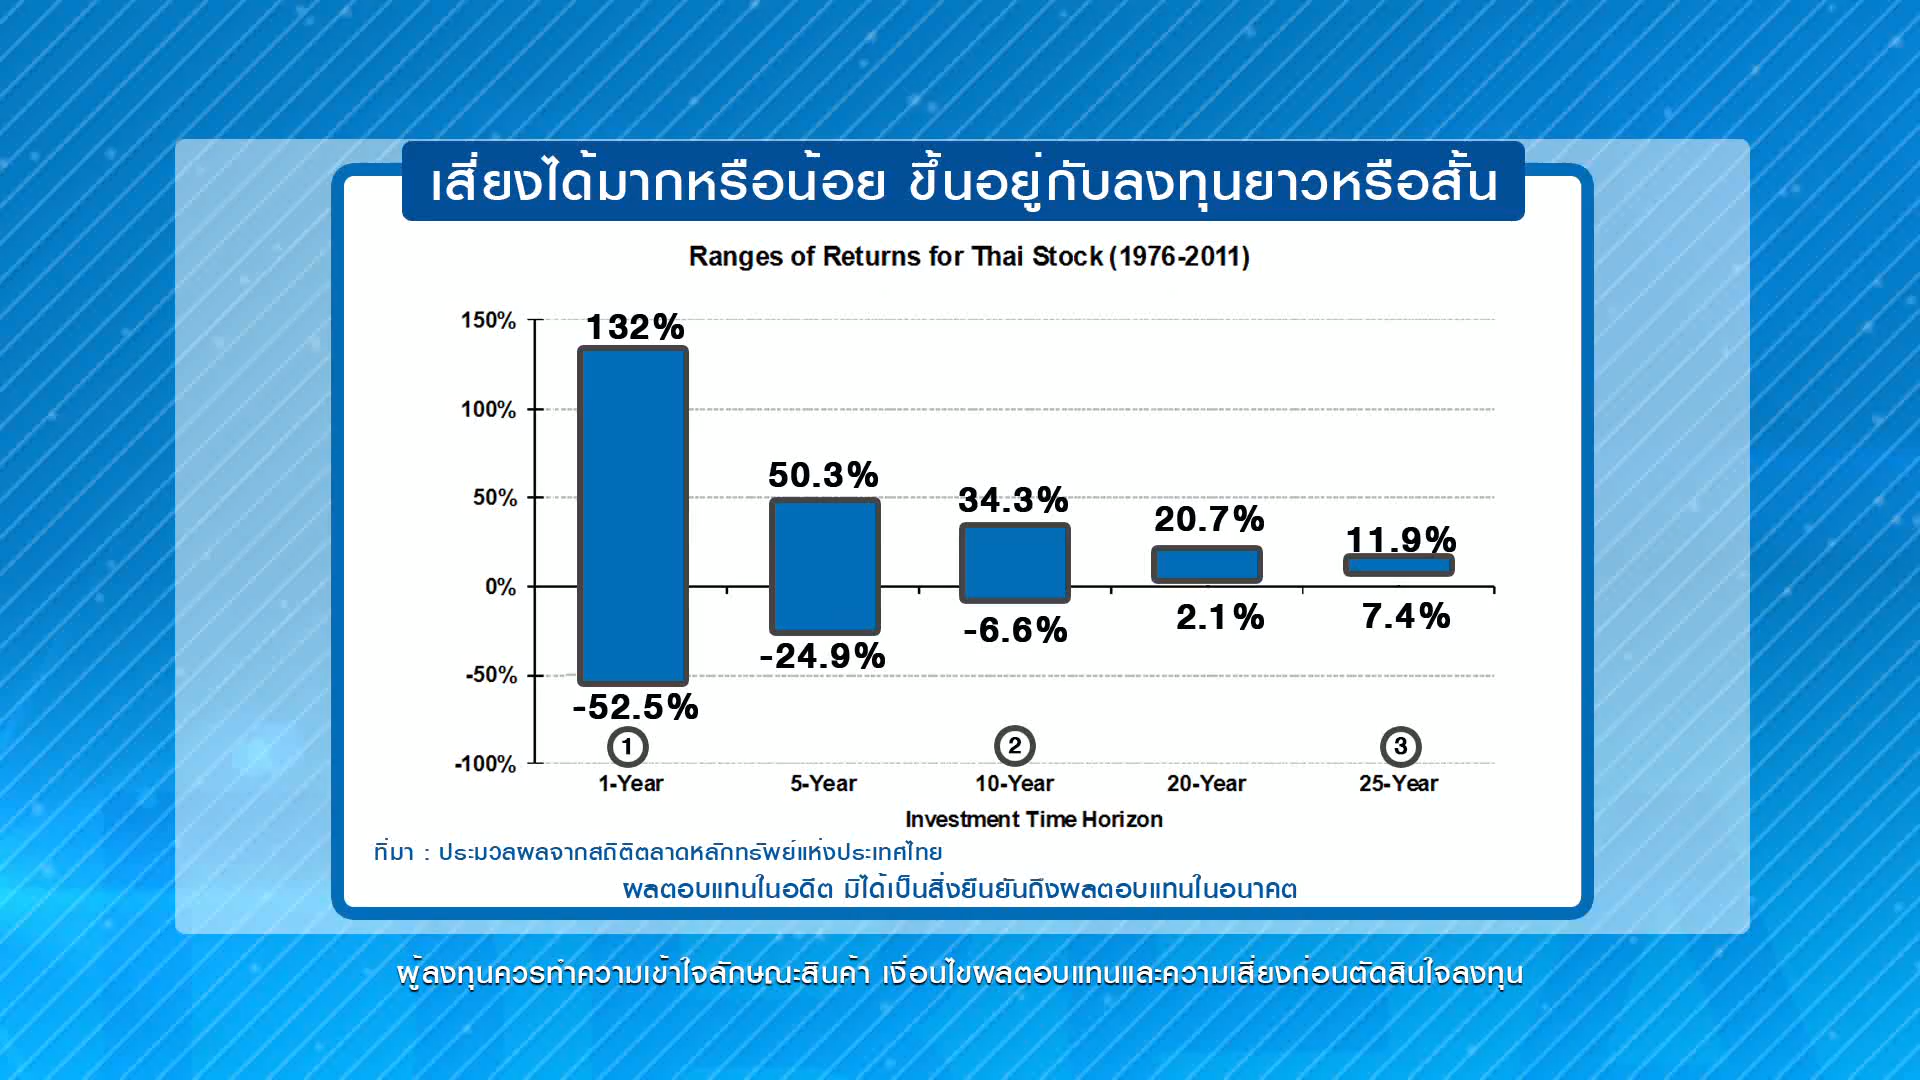 เสี่ยงได้มากหรือน้อย ขึ้นอยู่กับลงทุนยาวหรือสั้น
Ranges of Returns for Thai Stock (1976-2011)
150%
100%
50%
0%
-50%
-100%
132%
50.3%
34.3%
20.7%
11.9%
-52.5%
-24.9%
-6.6%
2.1%
7.4%
1
2
3
1-Year
5-Year
10-Year
20-Year
25-Year
Investment Time Horizon
ที่มา : ประมวลผลจากสถิติตลาดหลักทรัพย์แห่งประเทศไทย
ผลตอบแทนในอดีต มิได้เป็นสิ่งยืนยันถึงผลตอบแทนในอนาคต
ผู้ลงทุนควรทำความเข้าใจลักษณะสินค้า เงื่อนไขผลตอบแทนและความเสี่ยงก่อนตัดสินใจลงทุน